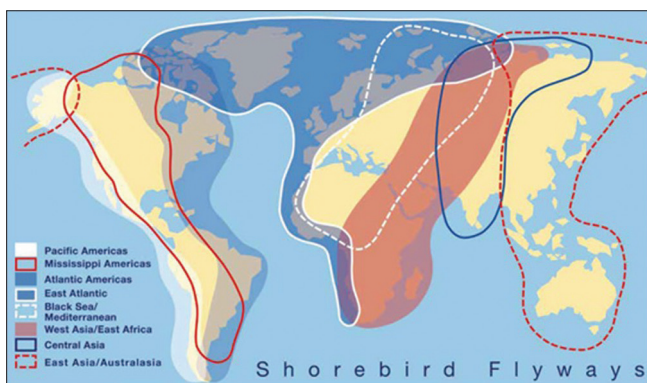 Pacific Americas
Mississippi Americas
Atlantic Americas
East Atlantic
Black Sea/
Mediterranean
West Asia/East Africa
Central Asia
East Asia/Australasia
Shorebird Flyways